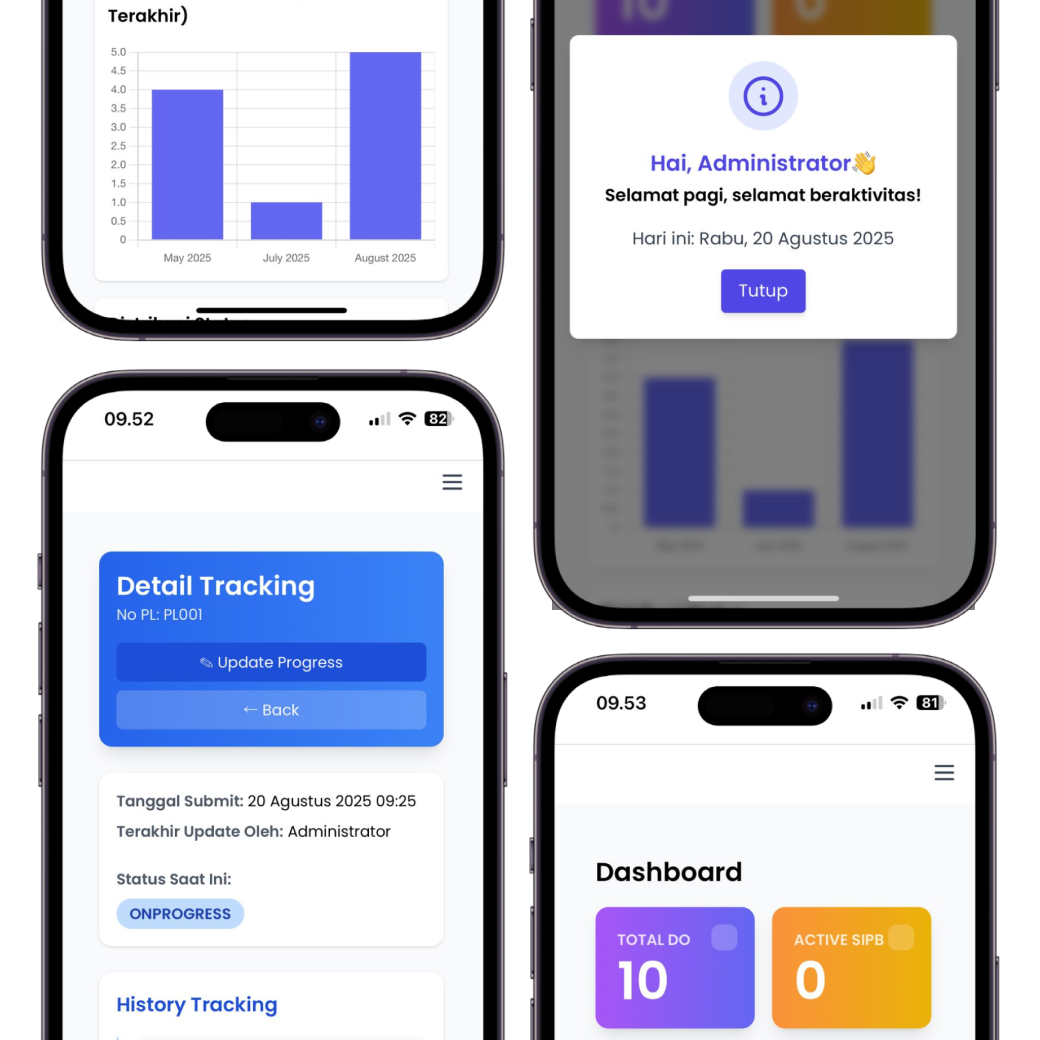 Terakhir)
5.0
4.5
4.0
3.5
3.0
2.5
2.0
1.5
1.0
0.5
0
May 2025 July 2025 August 2025
09.52
82
Detail Tracking
No PL: PL001
✎ Update Progress
← Back
Tanggal Submit: 20 Agustus 2025 09:25
Terakhir Update Oleh: Administrator
Status Saat Ini:
ONPROGRESS
History Tracking
10 0
Hai, Administrator👋
Selamat pagi, selamat beraktivitas!
Hari ini: Rabu, 20 Agustus 2025
Tutup
09.53
81
Dashboard
TOTAL DO
10
ACTIVE SIPB
0